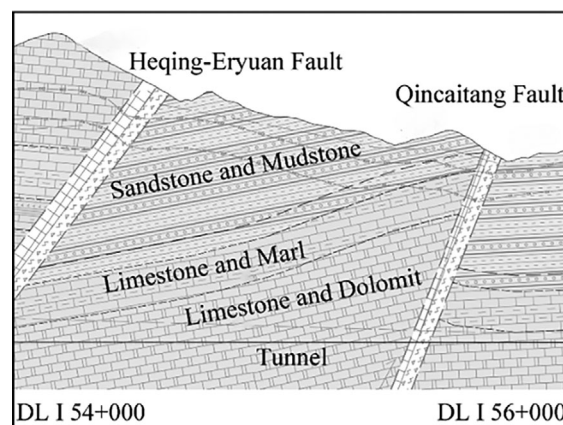 Heqing-Eryuan Fault
Qincaitang Fault
Sandstone and Mudstone
Limestone and Marl
Limestone and Dolomit
Tunnel
DL I 54+000
DL I 56+000